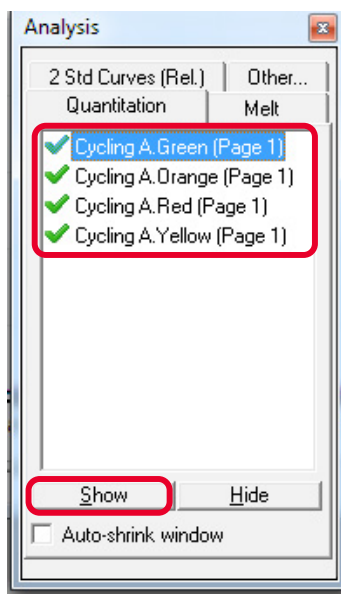 Analysis
2 Std Curves (Rel.) Other...
Quantitation Melt
Cycling A.Green (Page 1)
Cycling A.Orange (Page 1)
Cycling A.Red (Page 1)
Cycling A.Yellow (Page 1)
Show Hide
Auto-shrink window